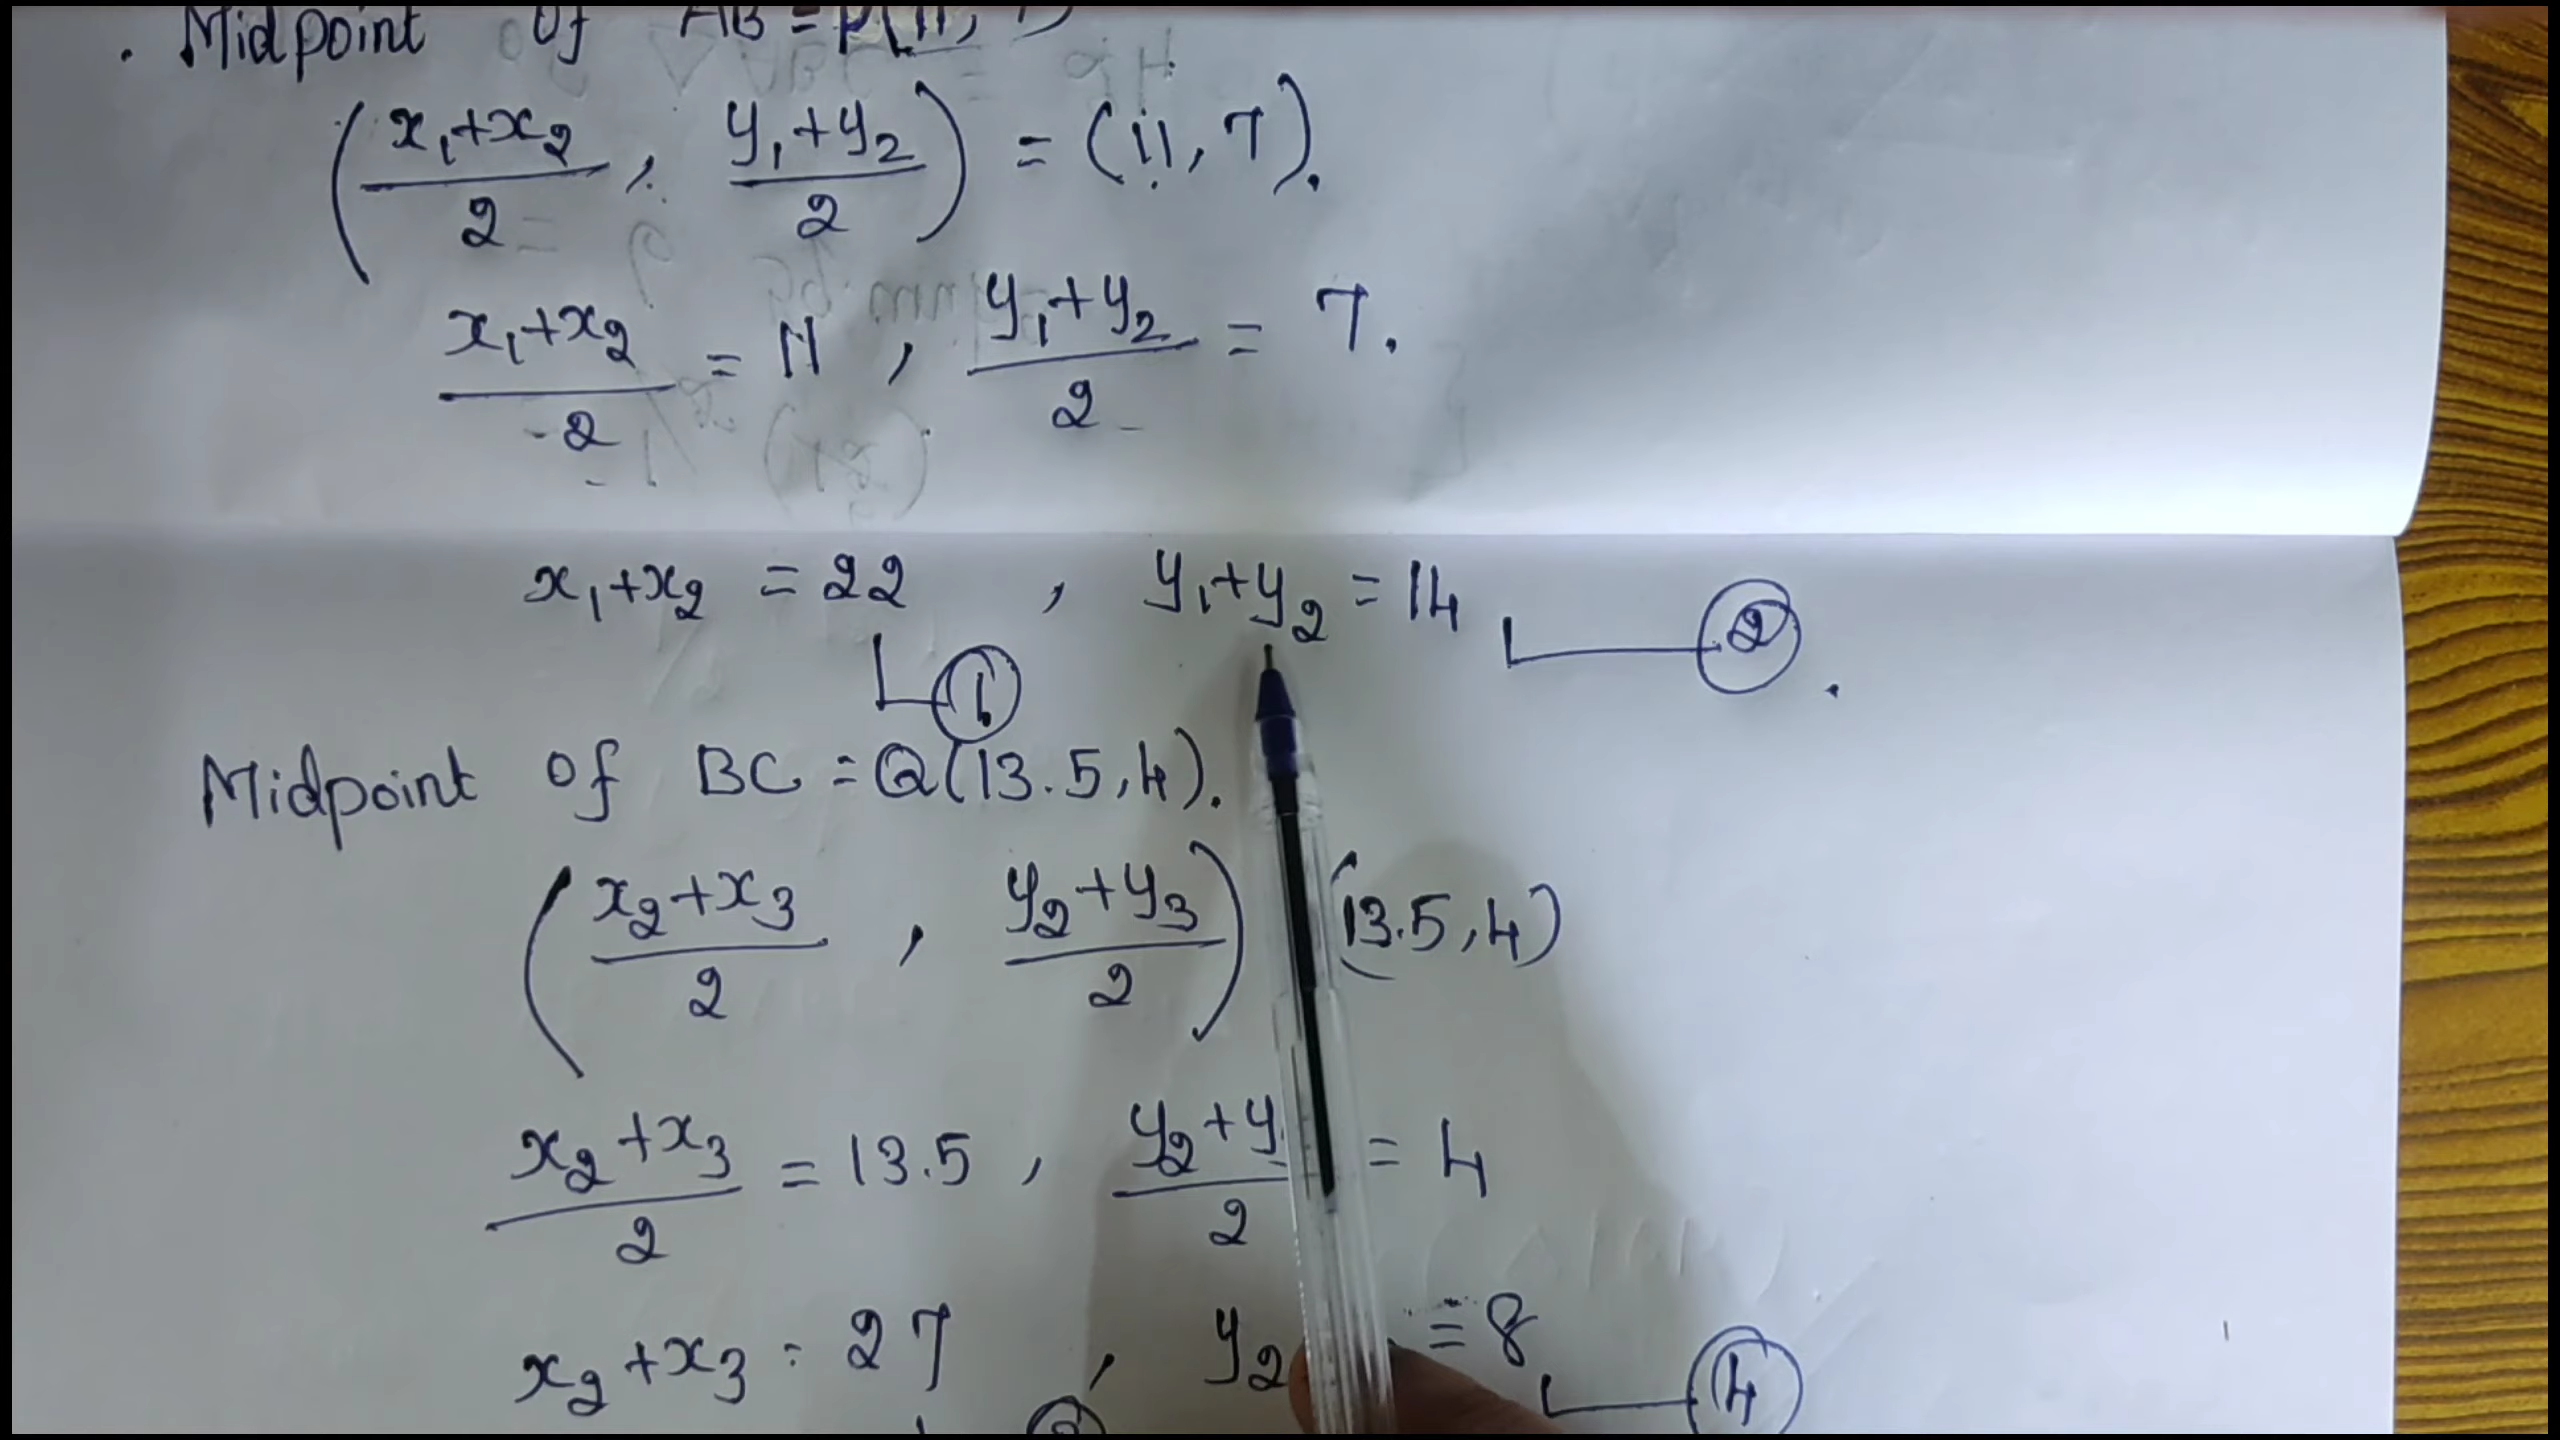 . Midpoint of AB = P(11, 7)
(x₁+x₂/2 , y₁+y₂/2) = (11, 7).
x₁+x₂/2 = 11 , y₁+y₂/2 = 7.
x₁+x₂ = 22 , y₁+y₂ = 14 ②.
①
Midpoint of BC = Q(13.5,4).
(x₂+x₃/2 , y₂+y₃/2) (13.5,4)
x₂+x₃/2 = 13.5 , y₂+y/2 = 4
x₂+x₃ = 27 , y₂ = 8 ④